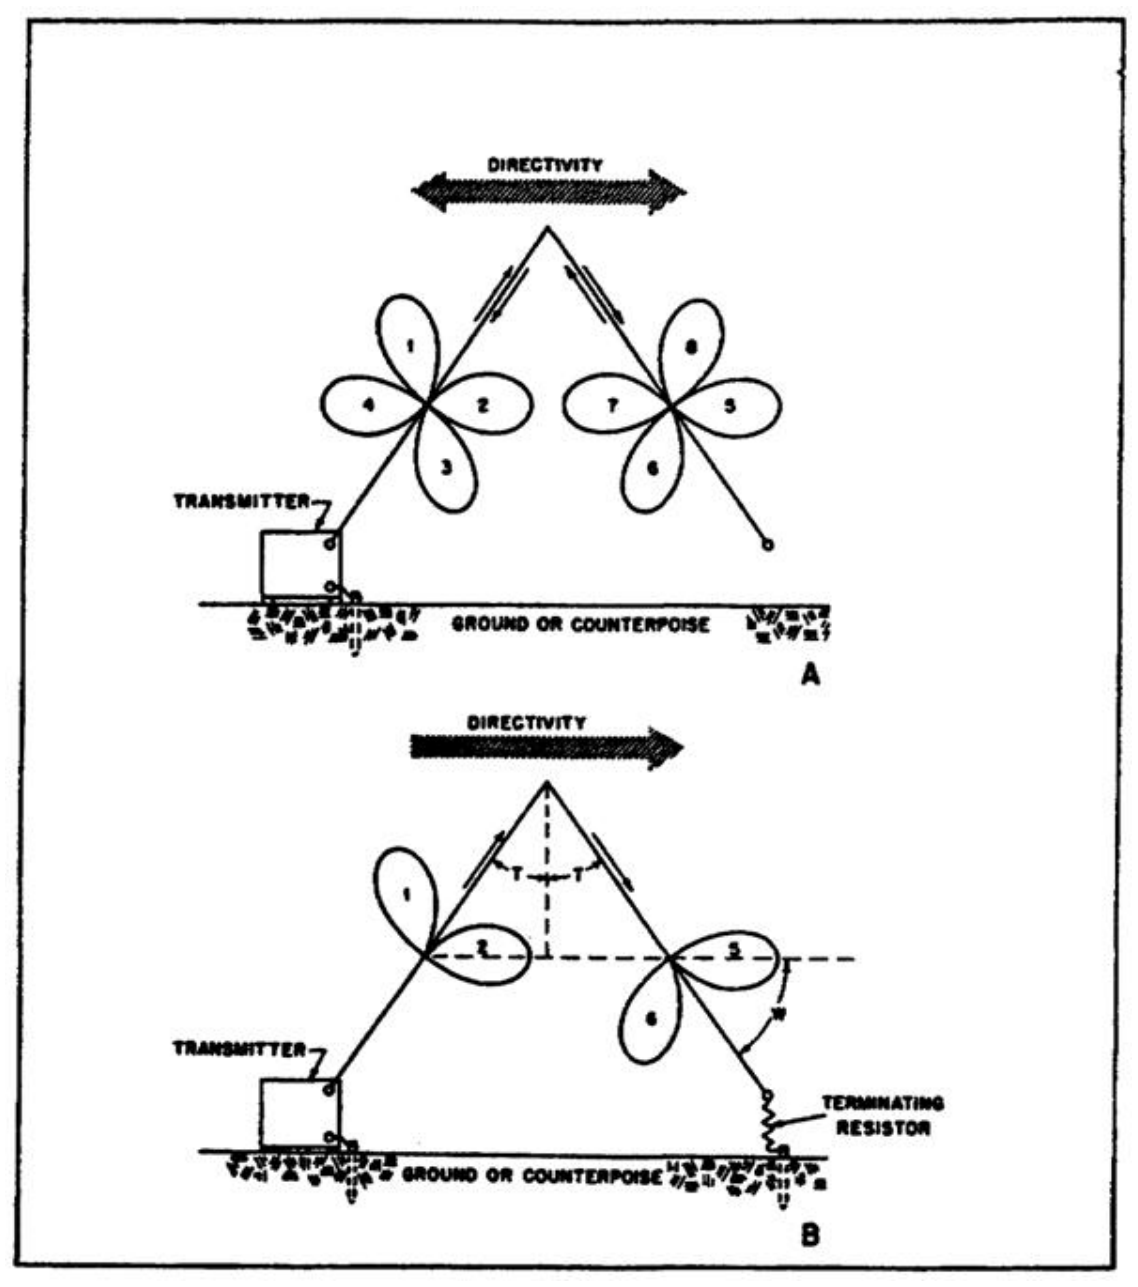 DIRECTIVITY
1
8
4
2
7
5
3
6
TRANSMITTER
GROUND OR COUNTERPOISE
A
DIRECTIVITY
T T
1
2
5
6
W
TRANSMITTER
TERMINATING
RESISTOR
GROUND OR COUNTERPOISE
B